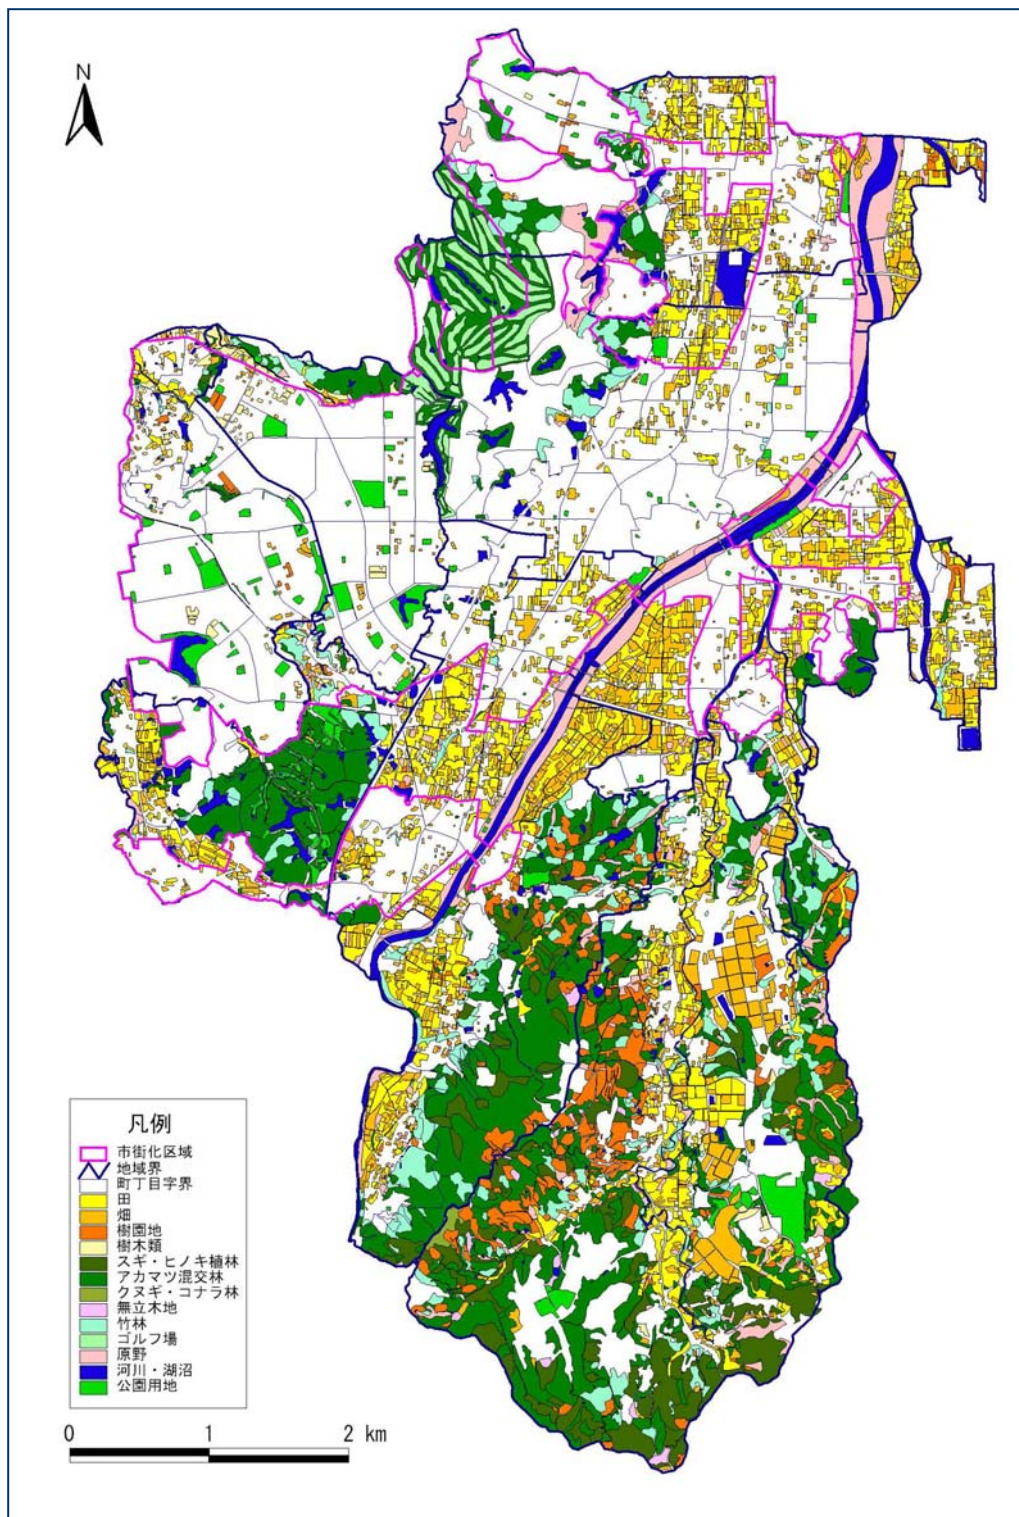 N
凡例
市街化区域
地域界
町丁目字界
田
畑
樹園地
樹木類
スギ・ヒノキ植林
アカマツ混交林
クヌギ・コナラ林
無立木地
竹林
ゴルフ場
原野
河川・湖沼
公園用地
0 1 2 km